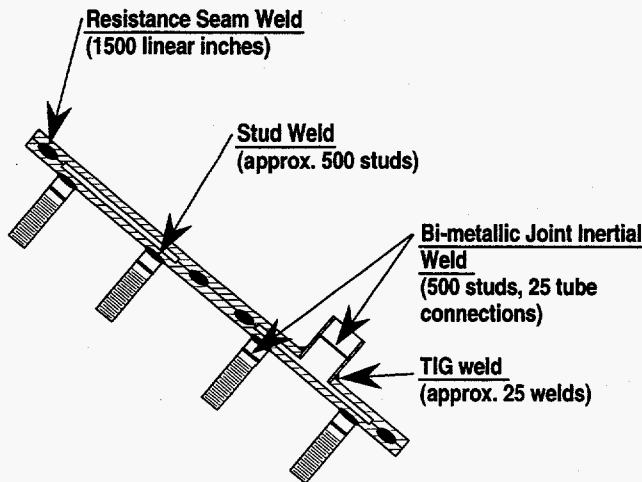 Resistance Seam Weld
(1500 linear inches)
Stud Weld
(approx. 500 studs)
Bi-metallic Joint Inertial
Weld
(500 studs, 25 tube
connections)
TIG weld
(approx. 25 welds)